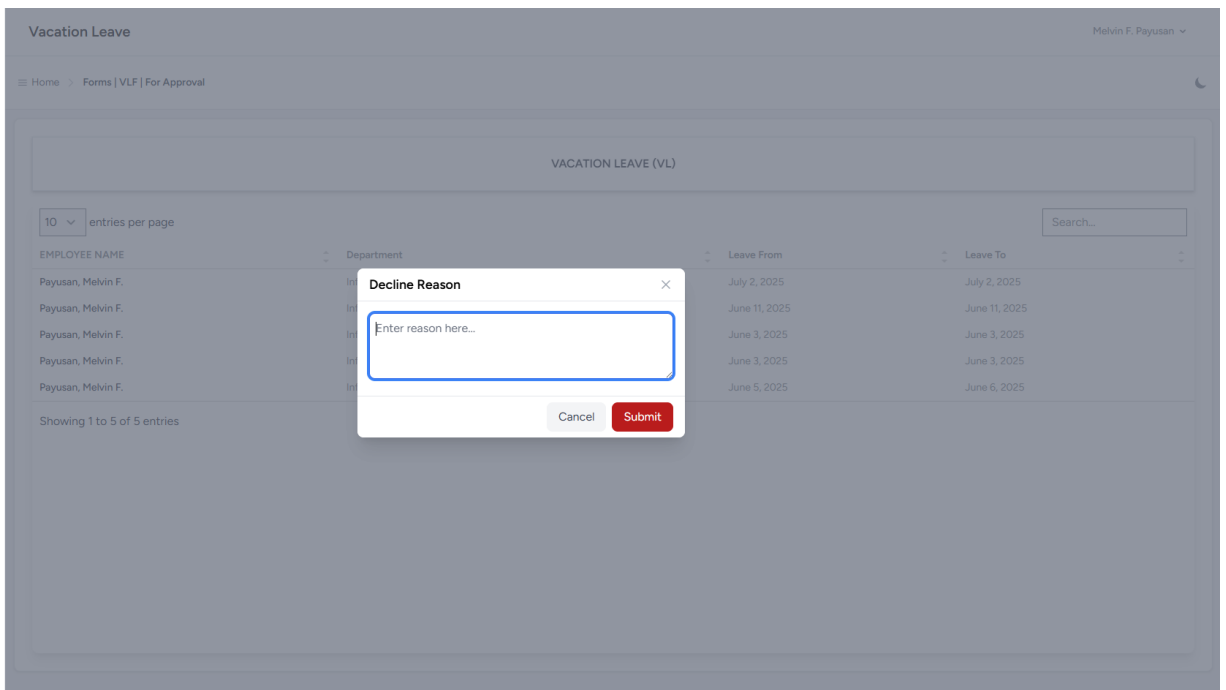 Vacation Leave
Melvin F. Payusan
Home > Forms | VLF | For Approval
VACATION LEAVE (VL)
10 entries per page
Search...
EMPLOYEE NAME Department Leave From Leave To
Payusan, Melvin F. July 2, 2025 July 2, 2025
Payusan, Melvin F. June 11, 2025 June 11, 2025
Payusan, Melvin F. June 3, 2025 June 3, 2025
Payusan, Melvin F. June 3, 2025 June 3, 2025
Payusan, Melvin F. June 5, 2025 June 6, 2025
Showing 1 to 5 of 5 entries
Decline Reason
Enter reason here...
Cancel Submit